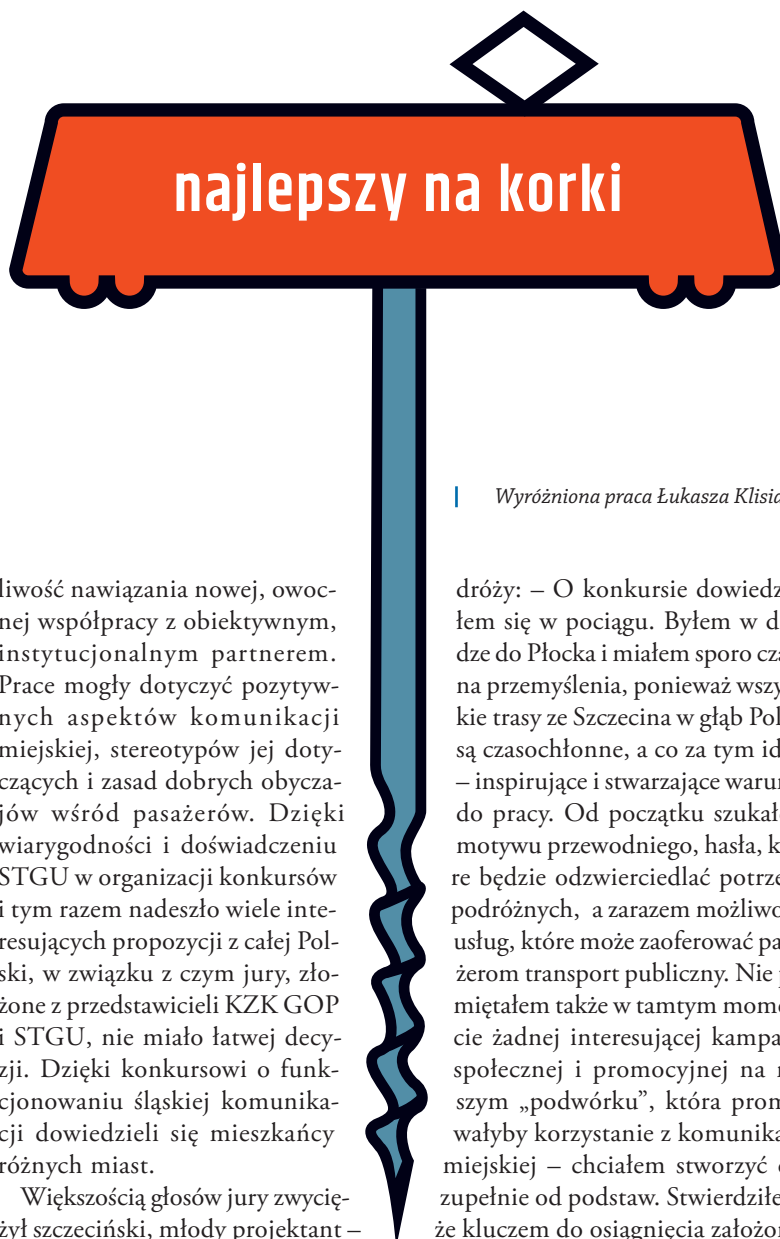 najlepszy na korki
Wyróżniona praca Łukasza
liwość nawiązania nowej, owoc-
nej współpracy z obiektywnym,
instytucjonalnym partnerem.
Prace mogły dotyczyć pozytyw-
nych aspektów komunikacji
miejskiej, stereotypów jej doty-
czących i zasad dobrych obycza-
jów wśród pasażerów. Dzięki
wiarygodności i doświadczeniu
STGU w organizacji konkursów
i tym razem nadeszło wiele inte-
resujących propozycji z całej Pol-
ski, w związku z czym jury, zło-
żone z przedstawicieli KZK GOP
i STGU, nie miało łatwej decy-
zji. Dzięki konkursowi o funk-
cjonowaniu śląskiej komunika-
cji dowiedzieli się mieszkańcy
różnych miast.
Większością głosów jury zwycię-
żył szczeciński, młody projektant –
dróży: – O konkursie dowiedz
łem się w pociągu. Byłem w d
dze do Płocka i miałem sporo cza
na przemyślenia, ponieważ wszy
kie trasy ze Szczecina w głąb Pol
są czasochłonne, a co za tym id
– inspirujące i stwarzające waru
do pracy. Od początku szukał
motywu przewodniego, hasła, k
re będzie odzwierciedlać potrze
podróżnych, a zarazem możliwo
usług, które może zaoferować pa
żerom transport publiczny. Nie
miętałem także w tamtym mome
cie żadnej interesującej kampa
społecznej i promocyjnej na
szym „podwórku”, która prom
wałyby korzystanie z komunika
miejskiej – chciałem stworzyć
zupełnie od podstaw. Stwierdziłe
że kluczem do osiągnięcia założo